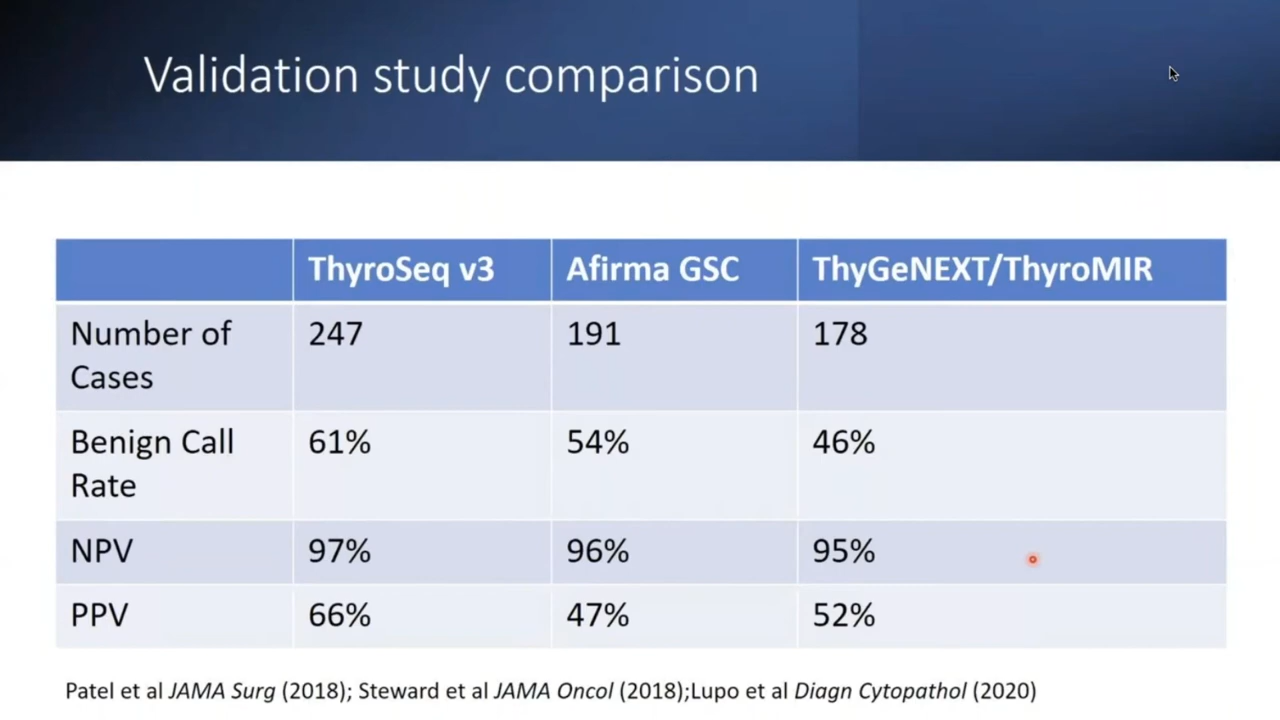 Validation study comparison
ThyroSeq v3 Afirma GSC ThyGeNEXT/ThyroMIR
Number of Cases 247 191 178
Benign Call Rate 61% 54% 46%
NPV 97% 96% 95%
PPV 66% 47% 52%
Patel et al JAMA Surg (2018); Steward et al JAMA Oncol (2018);Lupo et al Diagn Cytopathol (2020)